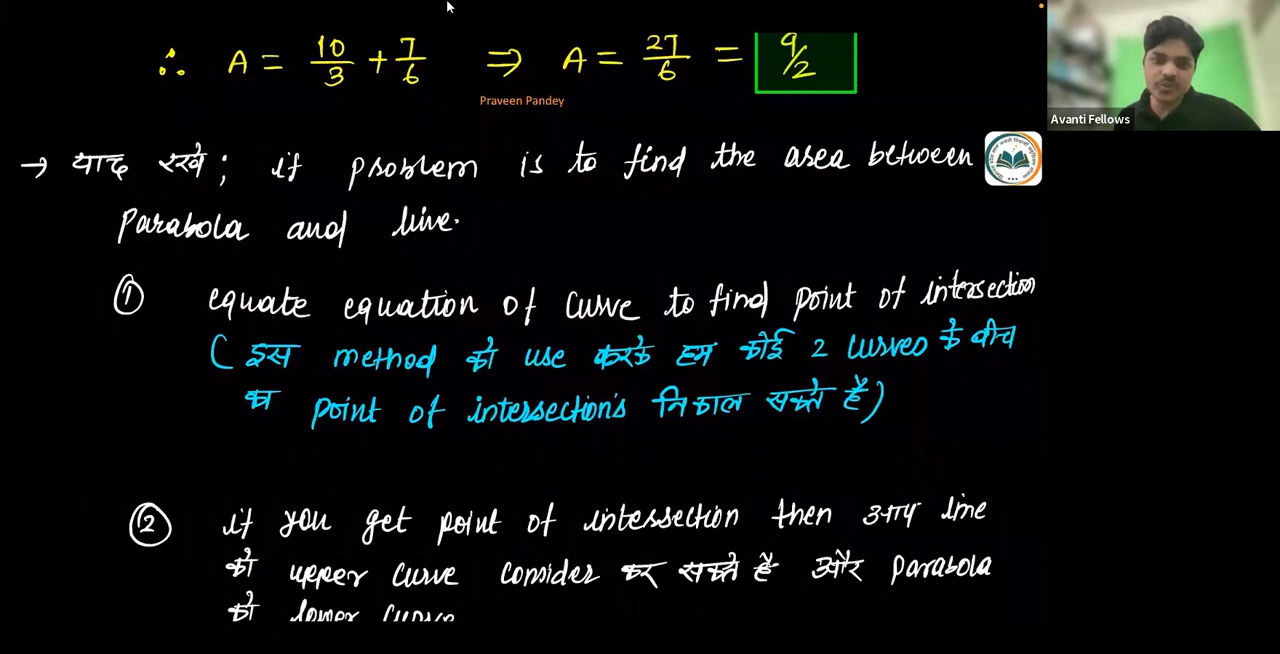 ∴ A = 10/3 + 7/6 ⇒ A = 27/6 = 9/2
Praveen Pandey
Avanti Fellows
→ याद रखे; if problem is to find the area between
parabola and line.
① equate equation of curve to find point of intersection
( इस method को use करके हम कोई 2 curves के बीच
का point of intersection's निकाल सकते हैं)
② if you get point of intersection then आप line
को upper curve consider कर सकते हैं और parabola
को lower curve